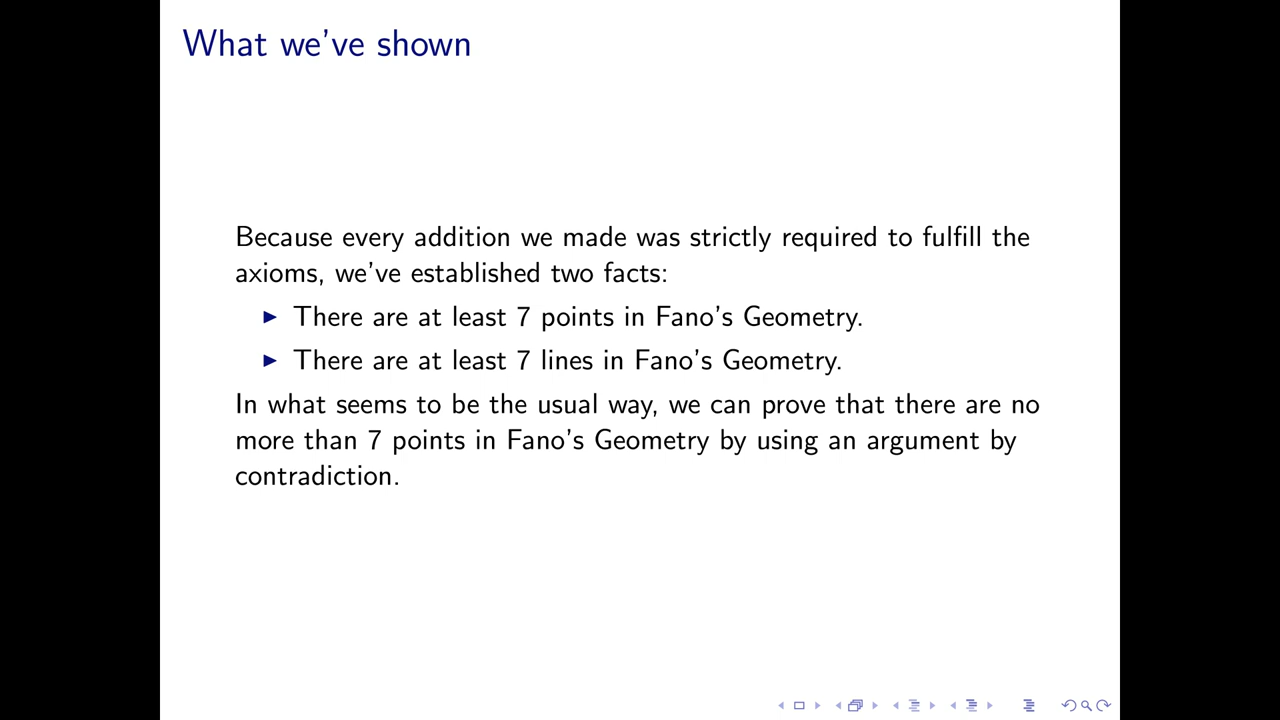 What we've shown
Because every addition we made was strictly required to fulfill the
axioms, we've established two facts:
▶ There are at least 7 points in Fano's Geometry.
▶ There are at least 7 lines in Fano's Geometry.
In what seems to be the usual way, we can prove that there are no
more than 7 points in Fano's Geometry by using an argument by
contradiction.